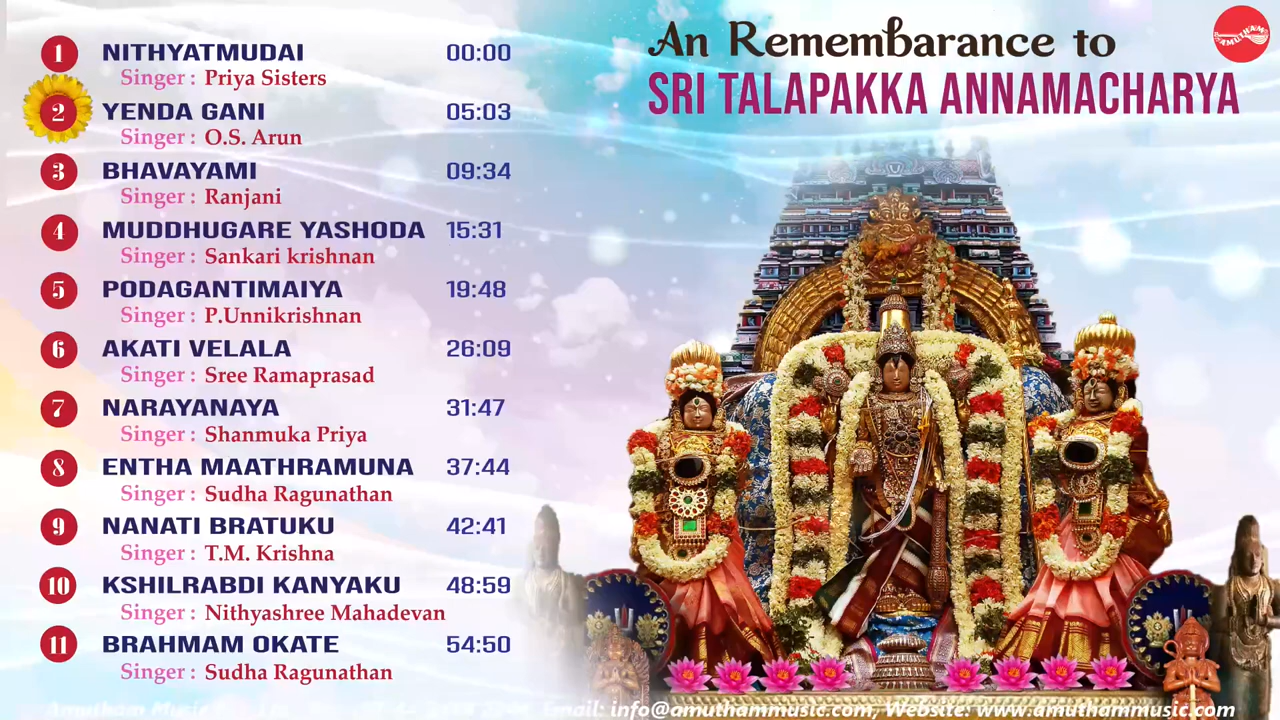 An Remembarance to
SRI TALAPAKKA ANNAMACHARYA
AMUTHAM
1 NITHYATMUDAI 00:00
Singer : Priya Sisters
2 YENDA GANI 05:03
Singer : O.S. Arun
3 BHAVAYAMI 09:34
Singer : Ranjani
4 MUDDHUGARE YASHODA 15:31
Singer : Sankari krishnan
5 PODAGANTIMAIYA 19:48
Singer : P.Unnikrishnan
6 AKATI VELALA 26:09
Singer : Sree Ramaprasad
7 NARAYANAYA 31:47
Singer : Shanmuka Priya
8 ENTHA MAATHRAMUNA 37:44
Singer : Sudha Ragunathan
9 NANATI BRATUKU 42:41
Singer : T.M. Krishna
10 KSHILRABDI KANYAKU 48:59
Singer : Nithyashree Mahadevan
11 BRAHMAM OKATE 54:50
Singer : Sudha Ragunathan
Amutham Music Email: info@amuthammusic.com, Website: www.amuthammusic.com